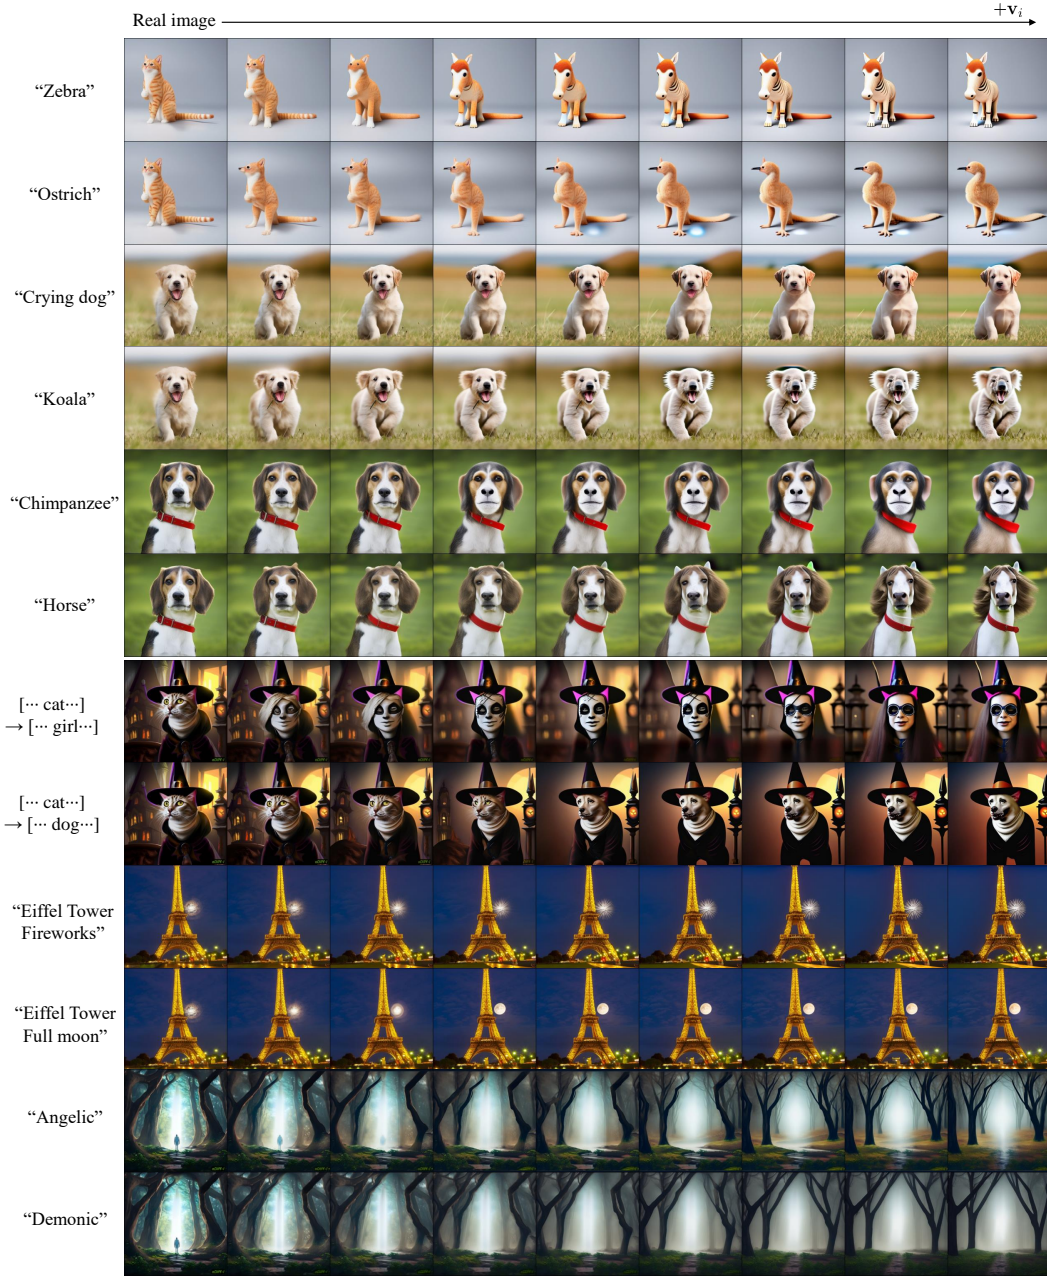 Real image
+vᵢ
“Zebra”
“Ostrich”
“Crying dog”
“Koala”
“Chimpanzee”
“Horse”
[··· cat···]
→ [··· girl···]
[··· cat···]
→ [··· dog···]
“Eiffel Tower
Fireworks”
“Eiffel Tower
Full moon”
“Angelic”
“Demonic”